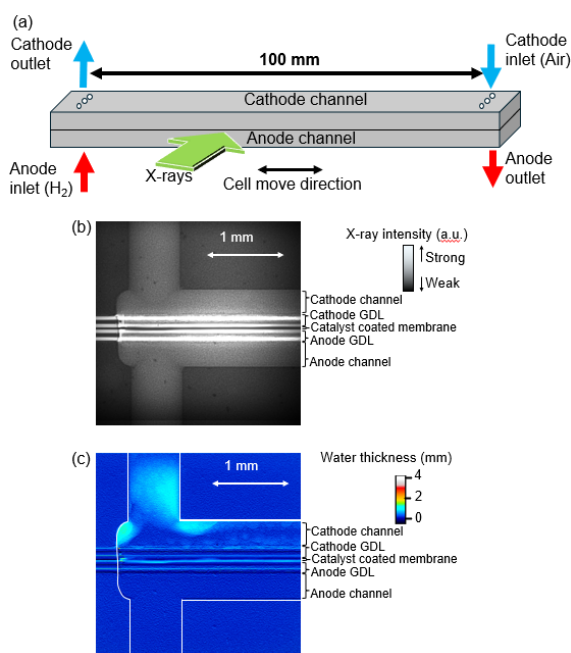 (a)
Cathode
outlet
100 mm
Cathode
inlet (Air)
Cathode channel
Anode channel
Anode
inlet (H2)
X-rays
Cell move direction
Anode
outlet
(b)
1 mm
X-ray intensity (a.u.)
Strong
Weak
Cathode channel
Cathode GDL
Catalyst coated membrane
Anode GDL
Anode channel
(c)
1 mm
Water thickness (mm)
4
2
0
Cathode channel
Cathode GDL
Catalyst coated membrane
Anode GDL
Anode channel